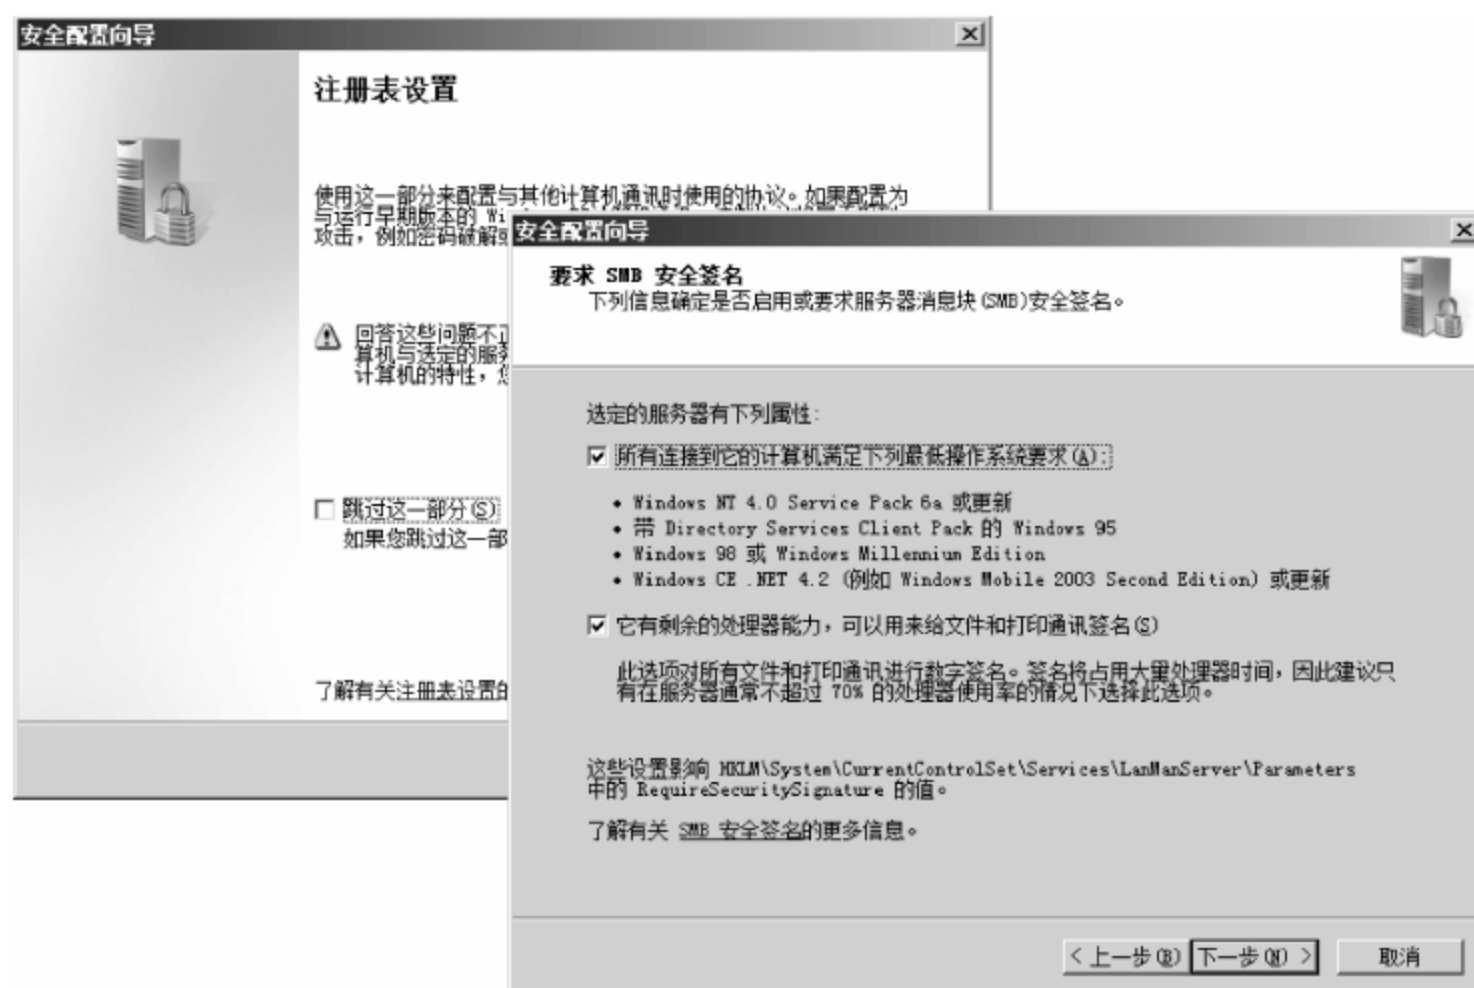 安全配置向导
注册表设置
使用这一部分来配置与其他计算机通讯时使用的协议。如果配置为
与运行早期版本的 Wi
攻击，例如密码破解
回答这些问题不正
算机与选定的服务
计算机的特性，您
跳过这一部分(S)
如果您跳过这一部
了解有关注册表设置的
安全配置向导
要求 SMB 安全签名
下列信息确定是否启用或要求服务器消息块(SMB)安全签名。
选定的服务器有下列属性:
所有连接到它的计算机满足下列最低操作系统要求(A):
• Windows NT 4.0 Service Pack 6a 或更新
• 带 Directory Services Client Pack 的 Windows 95
• Windows 98 或 Windows Millennium Edition
• Windows CE .NET 4.2 (例如 Windows Mobile 2003 Second Edition) 或更新
它有剩余的处理器能力，可以用来给文件和打印通讯签名(S)
此选项对所有文件和打印通讯进行数字签名。签名将占用大量处理器时间，因此建议只
有在服务器通常不超过 70% 的处理器使用率的情况下选择此选项。
这些设置影响 HKLM\System\CurrentControlSet\Services\LanManServer\Parameters
中的 RequireSecuritySignature 的值。
了解有关 SMB 安全签名的更多信息。
< 上一步(B)
下一步(N) >
取消